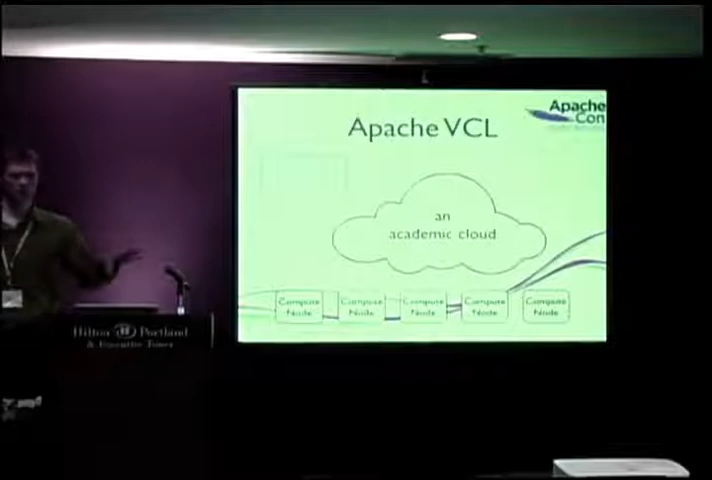 Apache
Con
Apache VCL
an
academic cloud
Compute
Node
Compute
Node
Compute
Node
Compute
Node
Compute
Node
Hilton Portland
& Executive Tower